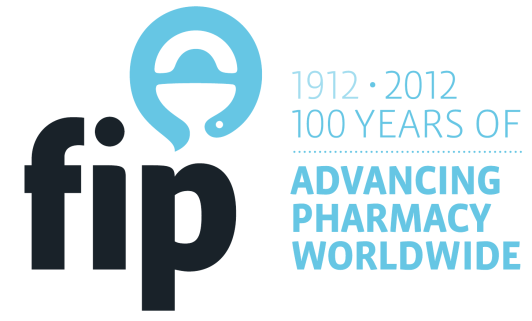 fip
1912 · 2012
100 YEARS OF
ADVANCING
PHARMACY
WORLDWIDE